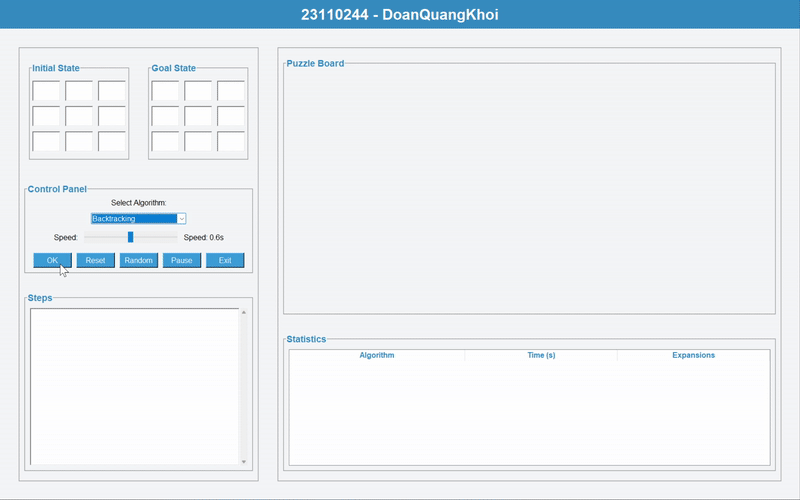 23110244 - DoanQuangKhoi
Initial State
Goal State
Control Panel
Select Algorithm:
Backtracking
Speed:
Speed: 0.6s
OK
Reset
Random
Pause
Exit
Steps
Puzzle Board
Statistics
Algorithm
Time (s)
Expansions